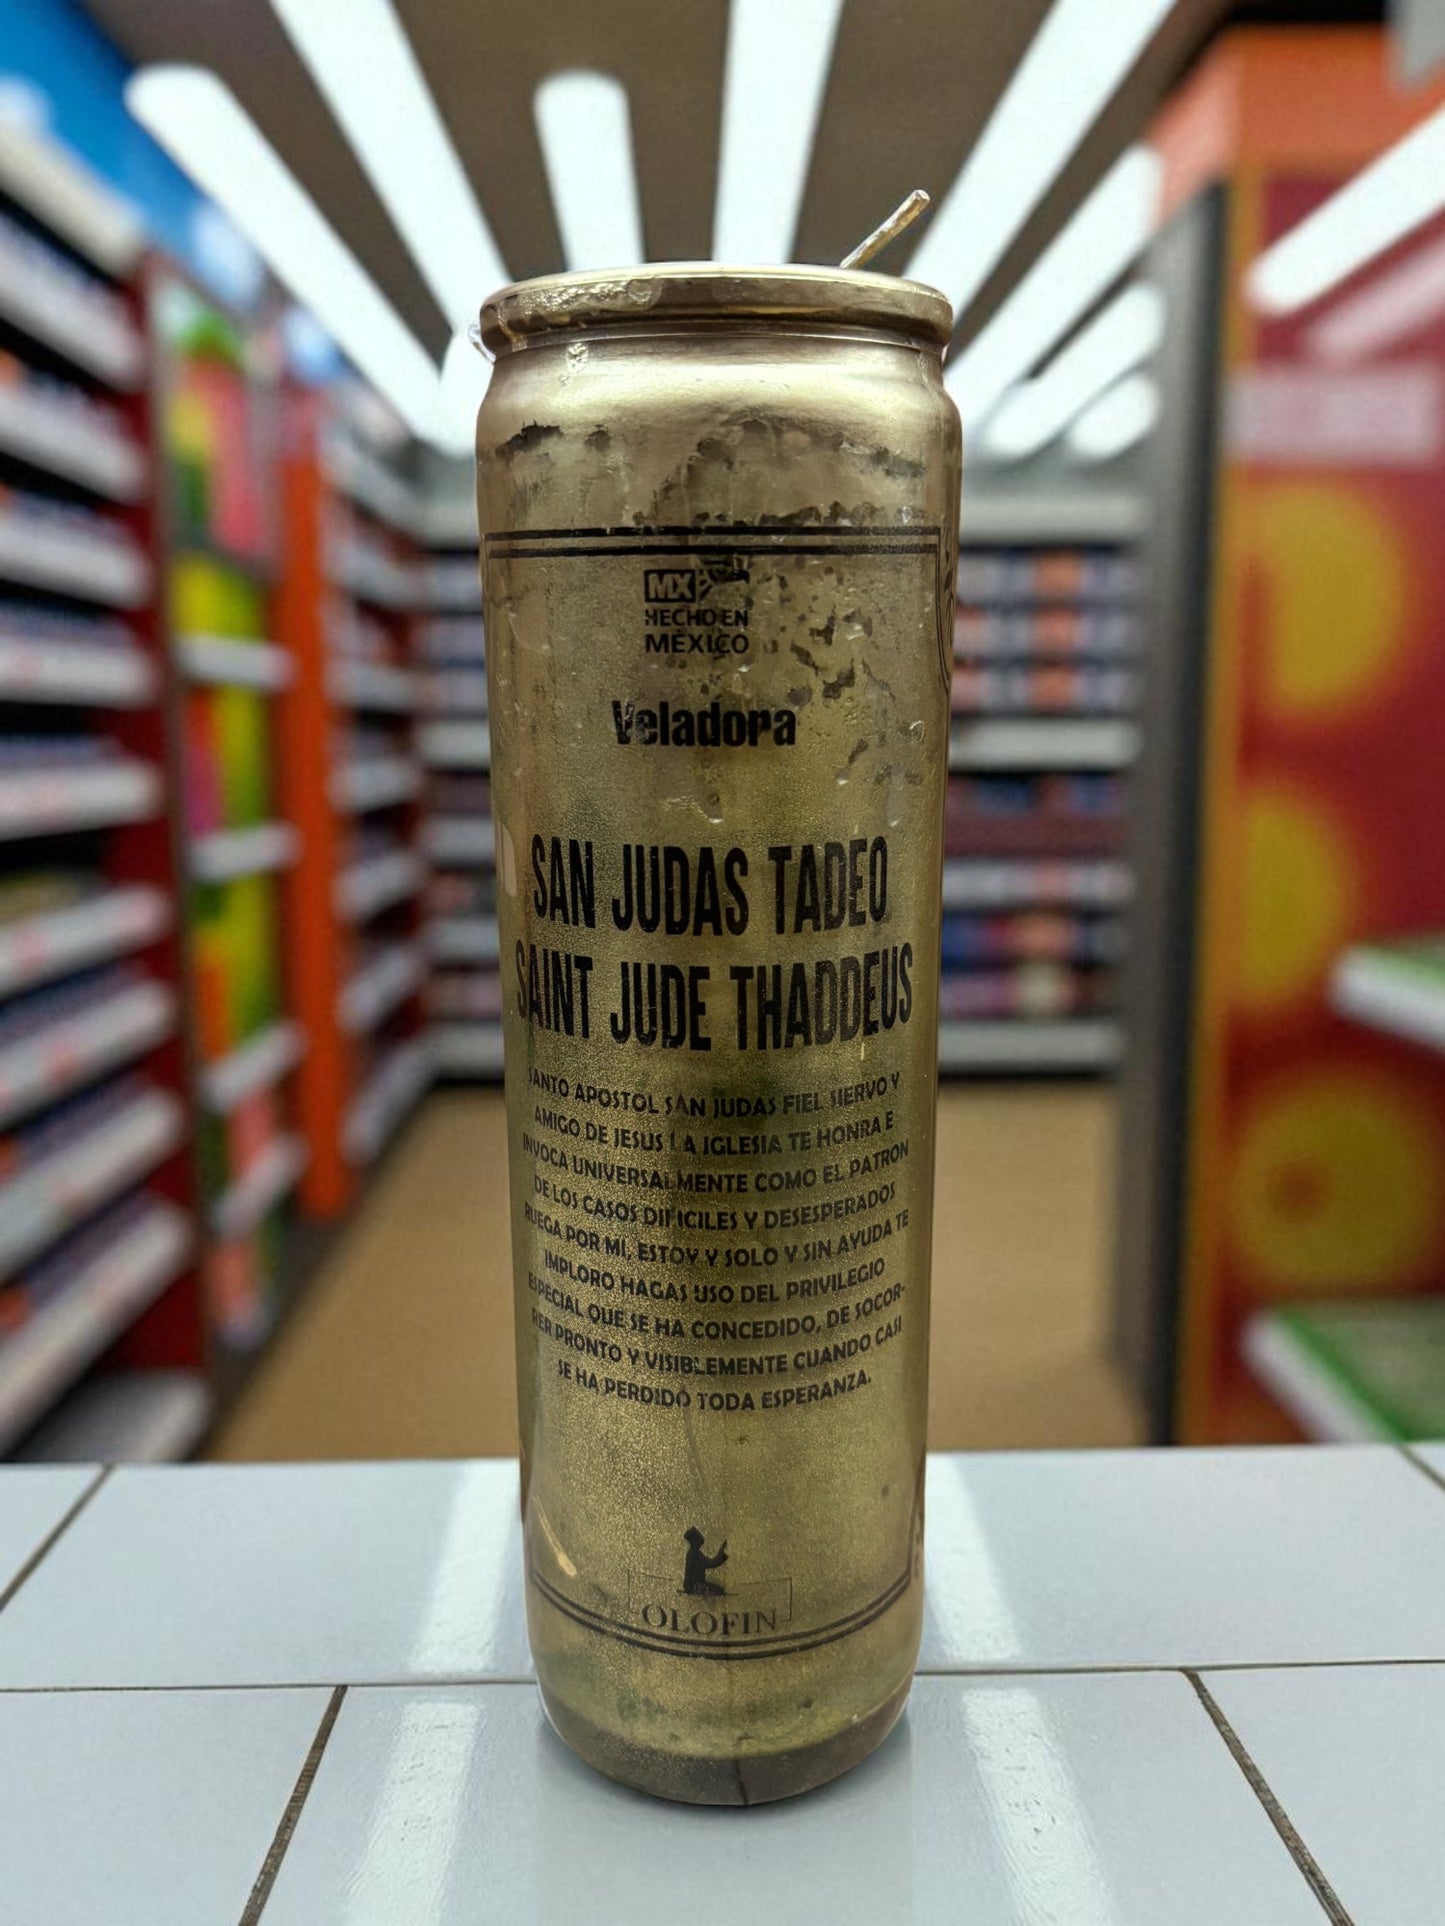 MX
HECHO EN
MÉXICO
Veladora
SAN JUDAS TADEO
SAINT JUDE THADDEUS
SANTO APOSTOL SAN JUDAS FIEL SIERVO Y
AMIGO DE JESUS LA IGLESIA TE HONRA E
INVOCA UNIVERSALMENTE COMO EL PATRON
DE LOS CASOS DIFICILES Y DESESPERADOS
RUEGA POR MI, ESTOY Y SOLO Y SIN AYUDA TE
IMPLORO HAGAS USO DEL PRIVILEGIO
ESPECIAL QUE SE HA CONCEDIDO, DE SOCOR-
RER PRONTO Y VISIBLEMENTE CUANDO CASI
SE HA PERDIDO TODA ESPERANZA.
OLOFIN